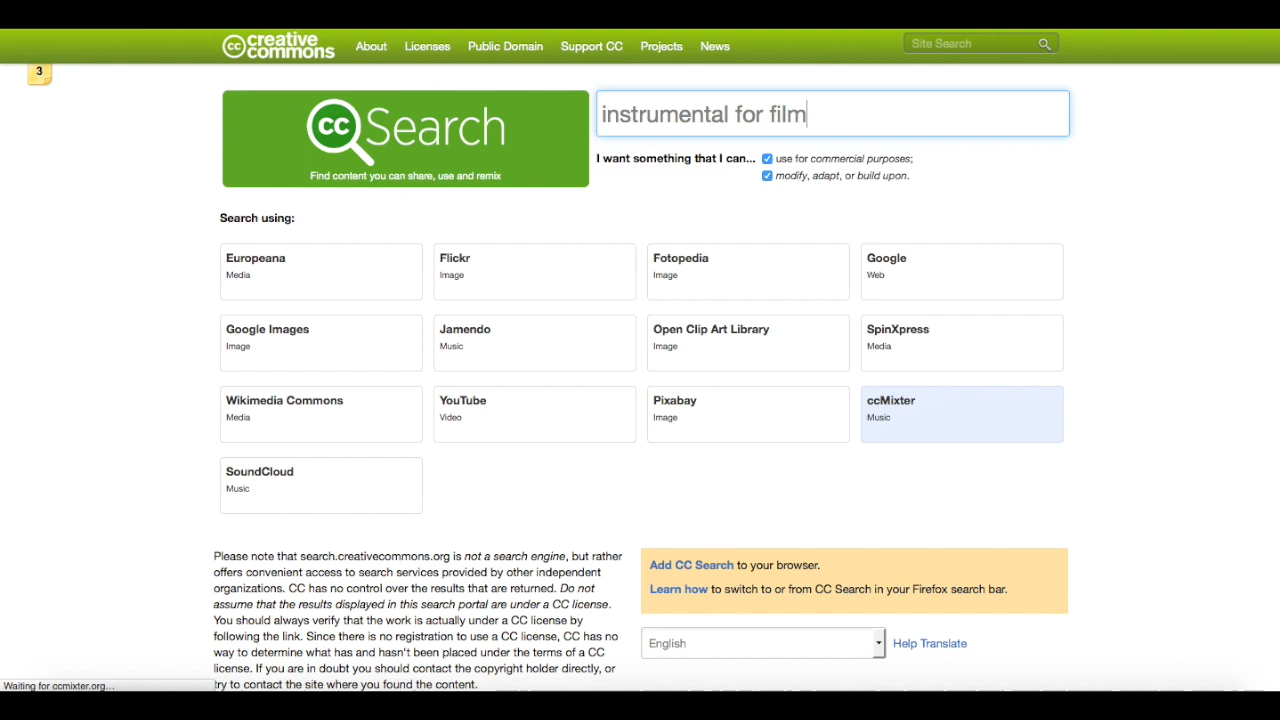 creative commons
About Licenses Public Domain Support CC Projects News
Site Search
3
CC Search
Find content you can share, use and remix
instrumental for film
I want something that I can... use for commercial purposes;
modify, adapt, or build upon.
Search using:
Europeana
Media
Flickr
Image
Fotopedia
Image
Google
Web
Google Images
Image
Jamendo
Music
Open Clip Art Library
Image
SpinXpress
Media
Wikimedia Commons
Media
YouTube
Video
Pixabay
Image
ccMixter
Music
SoundCloud
Music
Please note that search.creativecommons.org is not a search engine, but rather
offers convenient access to search services provided by other independent
organizations. CC has no control over the results that are returned. Do not
assume that the results displayed in this search portal are under a CC license.
You should always verify that the work is actually under a CC license by
following the link. Since there is no registration to use a CC license, CC has no
way to determine what has and hasn't been placed under the terms of a CC
license. If you are in doubt you should contact the copyright holder directly, or
try to contact the site where you found the content.
Add CC Search to your browser.
Learn how to switch to or from CC Search in your Firefox search bar.
English
Help Translate
Waiting for ccmixter.org...